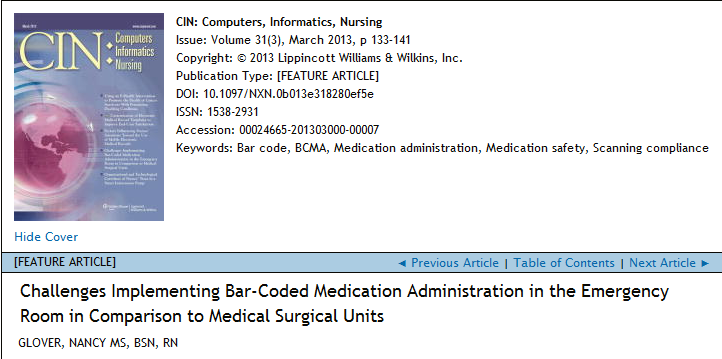 March 2013
CIN:
Computers
Informatics
Nursing
CIN: Computers, Informatics, Nursing
Issue: Volume 31(3), March 2013, p 133-141
Copyright: © 2013 Lippincott Williams & Wilkins, Inc.
Publication Type: [FEATURE ARTICLE]
DOI: 10.1097/NXN.0b013e318280ef5e
ISSN: 1538-2931
Accession: 00024665-201303000-00007
Keywords: Bar code, BCMA, Medication administration, Medication safety, Scanning compliance
Hide Cover
[FEATURE ARTICLE]
◄ Previous Article | Table of Contents | Next Article ►
Challenges Implementing Bar-Coded Medication Administration in the Emergency
Room in Comparison to Medical Surgical Units
GLOVER, NANCY MS, BSN, RN